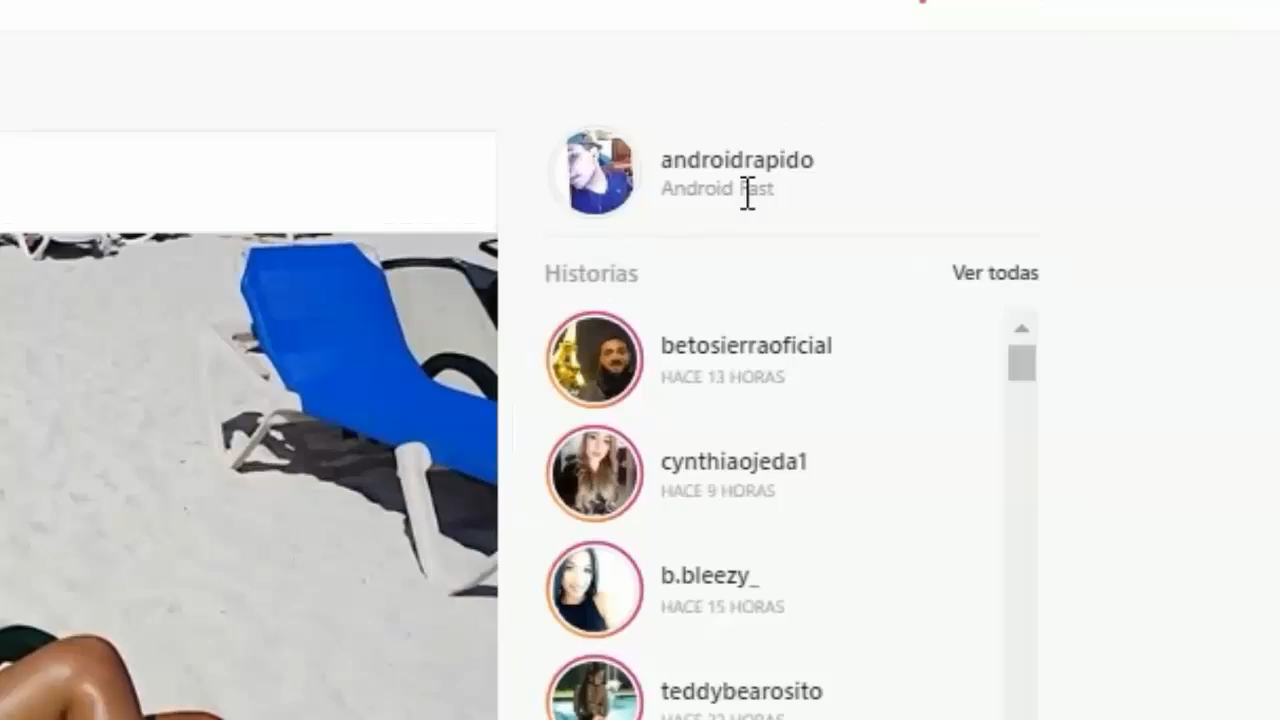 androidrapido
Android Fast
Historias
Ver todas
betosierraoficial
HACE 13 HORAS
cynthiaojeda1
HACE 9 HORAS
b.bleezy_
HACE 15 HORAS
teddybearosito
HORAS